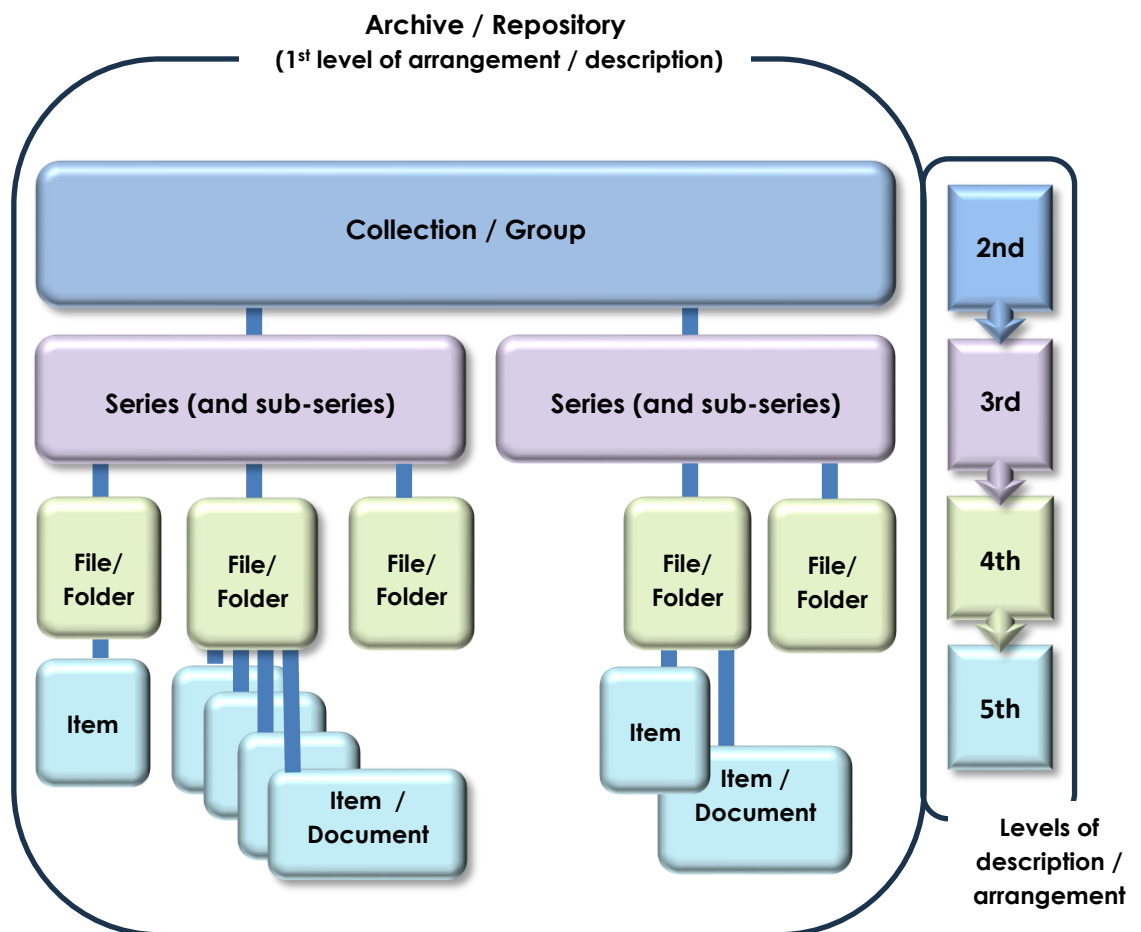 Archive / Repository
(1st level of arrangement / description)
Collection / Group
2nd
Series (and sub-series)
Series (and sub-series)
3rd
File/
Folder
File/
Folder
File/
Folder
File/
Folder
File/
Folder
4th
Item
Item /
Document
Item
Item /
Document
5th
Levels of
description /
arrangement